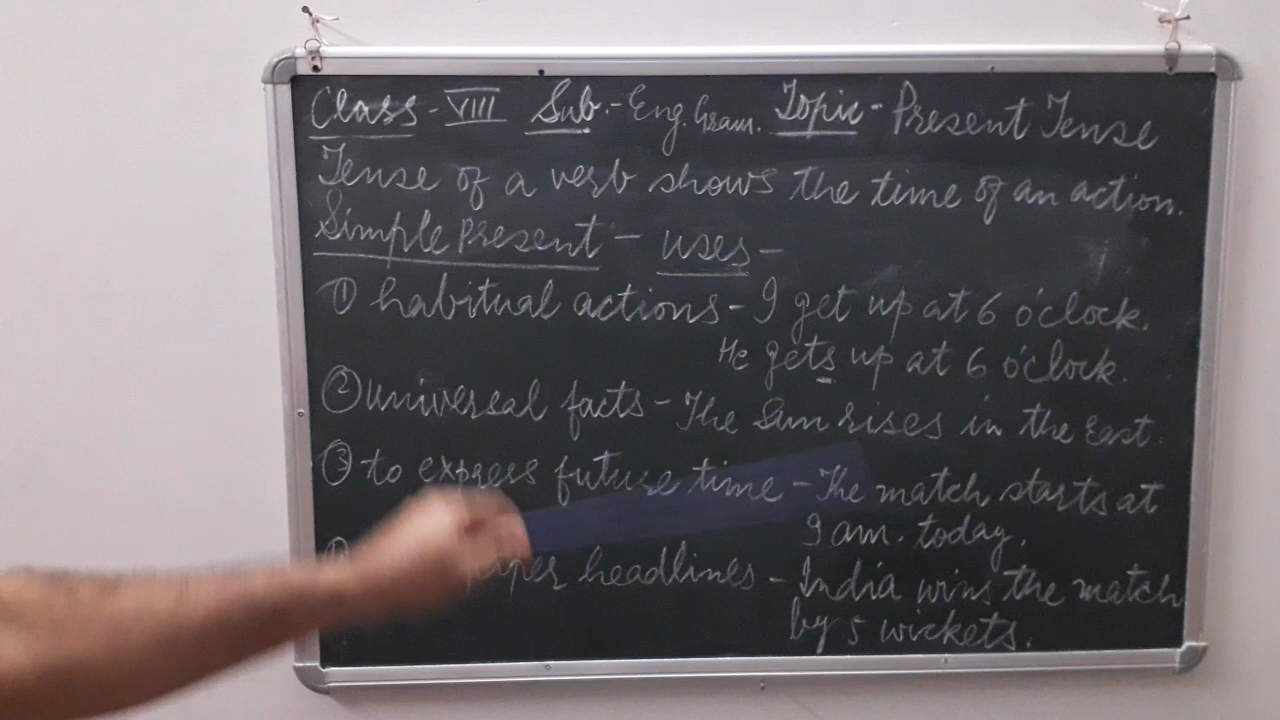 Class - VIII Sub.- Eng. Gram. Topic - Present Tense
Tense of a verb shows the time of an action.
Simple Present - uses -
① habitual actions - I get up at 6 o'clock.
He gets up at 6 o'clock.
② universal facts - The Sun rises in the East.
③ to express future time - The match starts at
9 am. today.
headlines - India wins the match
by 5 wickets.